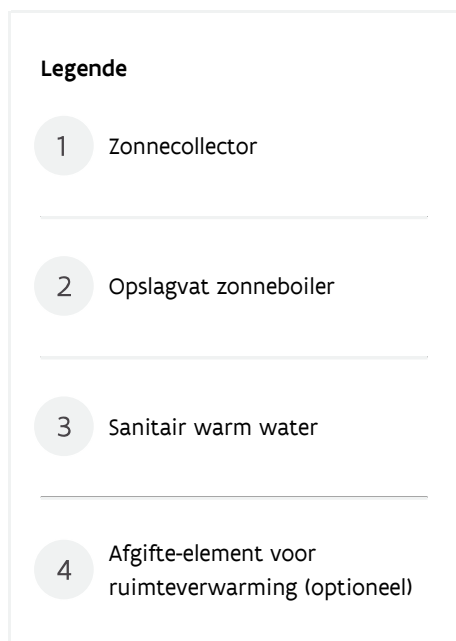 Legende
1 Zonnecollector
2 Opslagvat zonneboiler
3 Sanitair warm water
4 Afgifte-element voor
ruimteverwarming (optioneel)